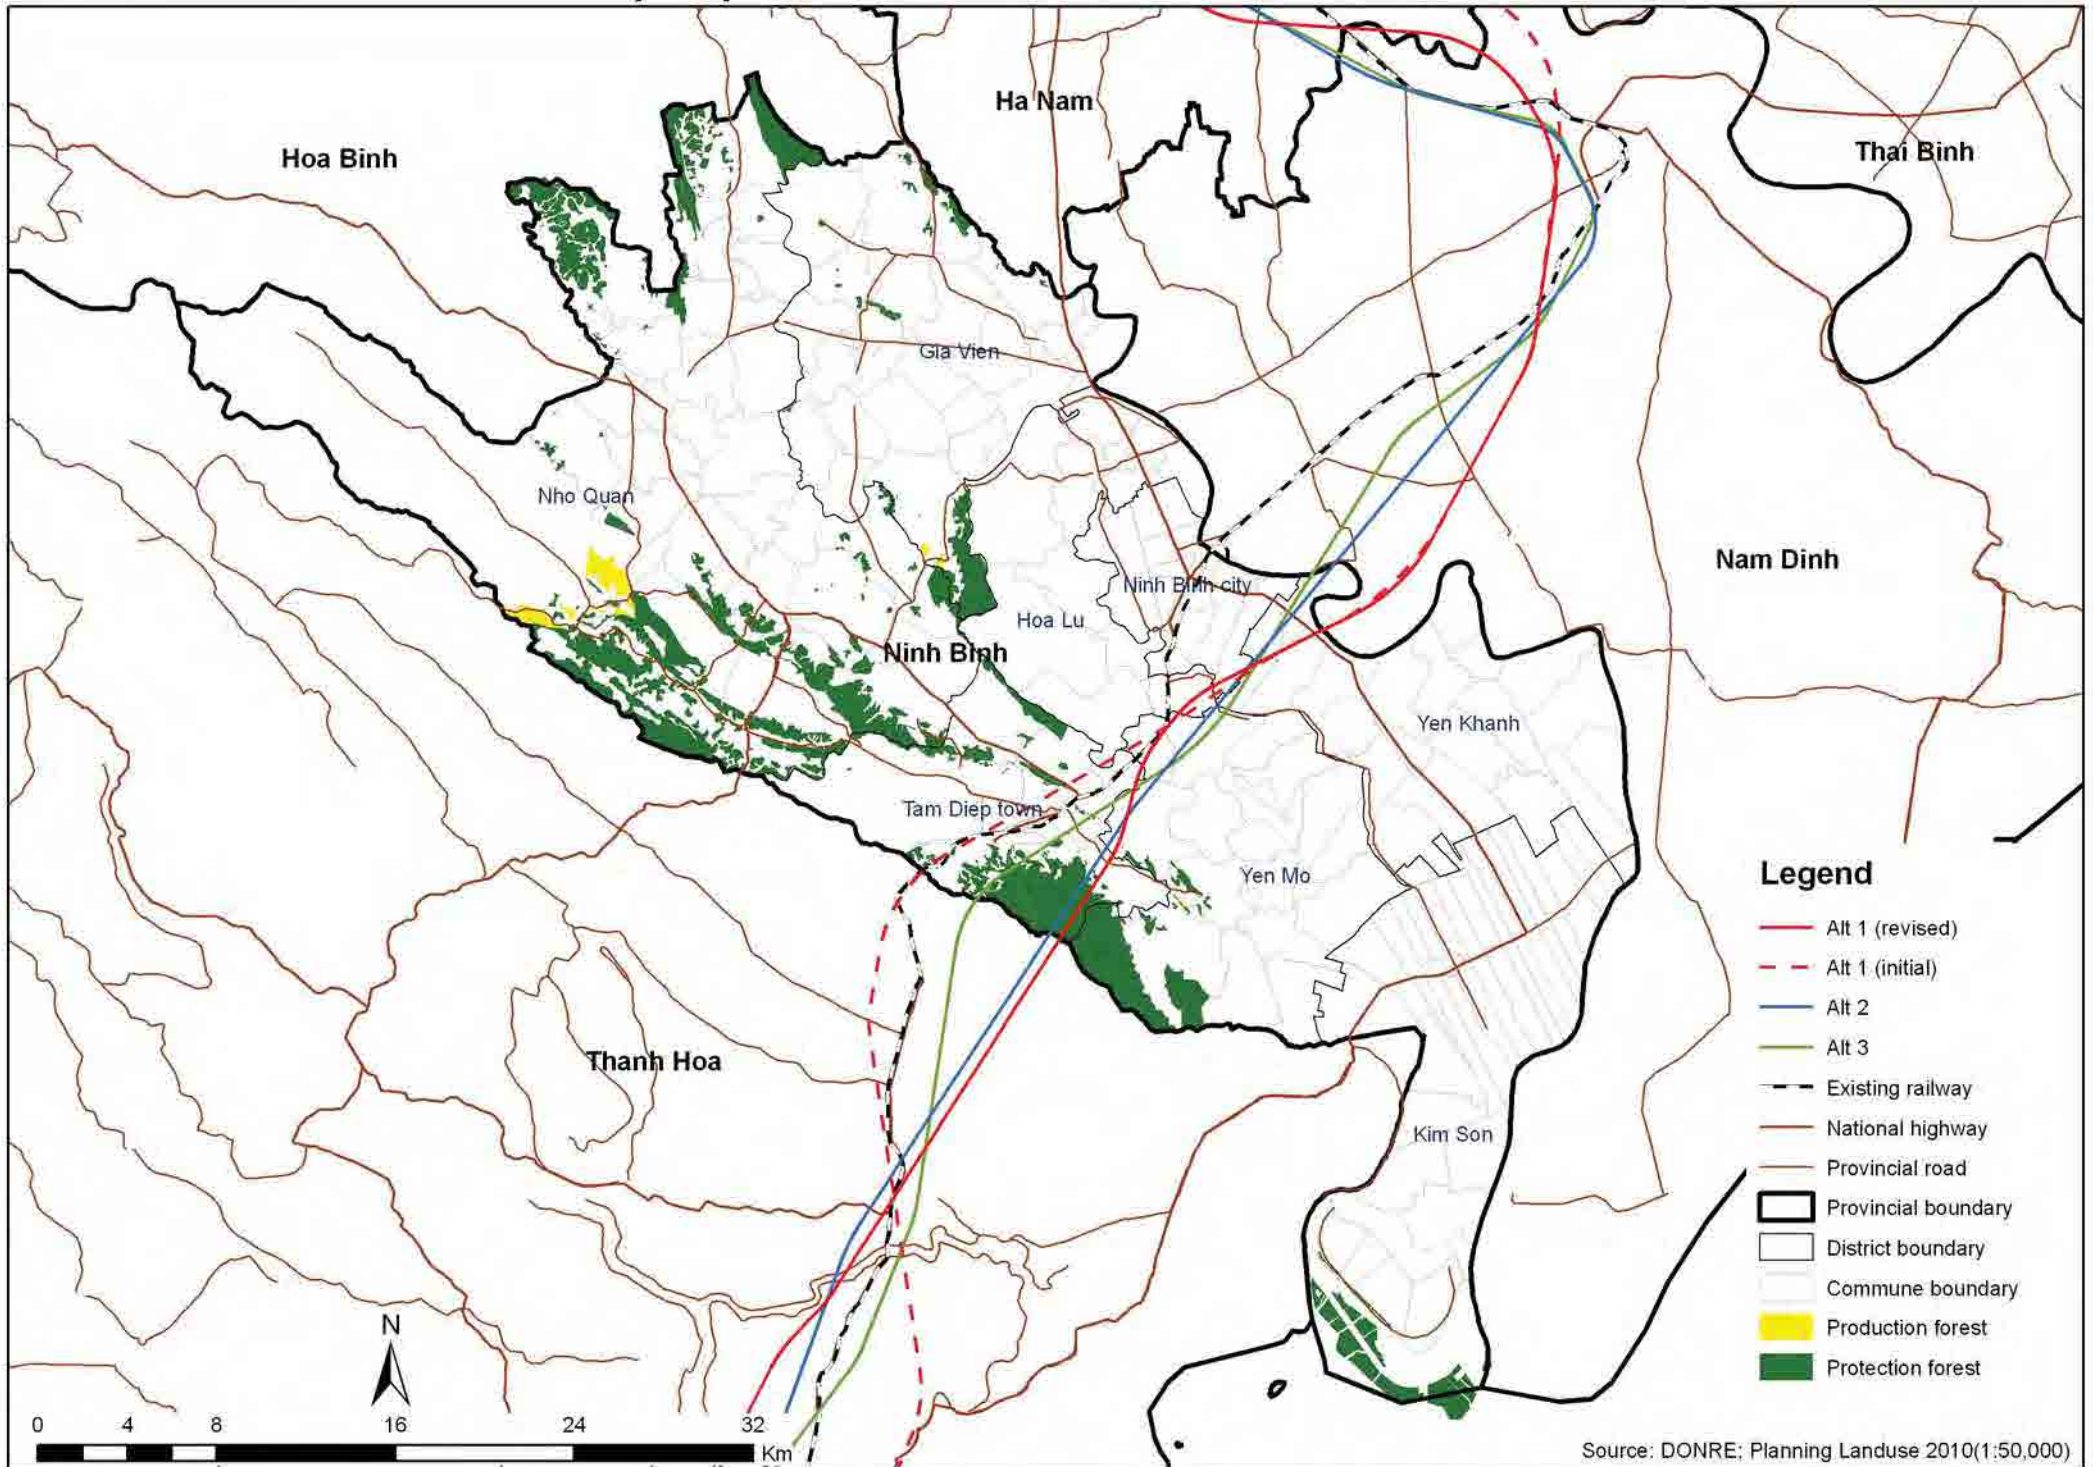 Ha Nam
Hoa Binh
Thai Binh
Gia Vien
Nho Quan
Nam Dinh
Ninh Binh city
Hoa Lu
Ninh Binh
Yen Khanh
Tam Diep town
Yen Mo
Thanh Hoa
Kim Son
Legend
Alt 1 (revised)
Alt 1 (initial)
Alt 2
Alt 3
Existing railway
National highway
Provincial road
Provincial boundary
District boundary
Commune boundary
Production forest
Protection forest
N
0 4 8 16 24 32
Km
Source: DONRE; Planning Landuse 2010(1:50,000)